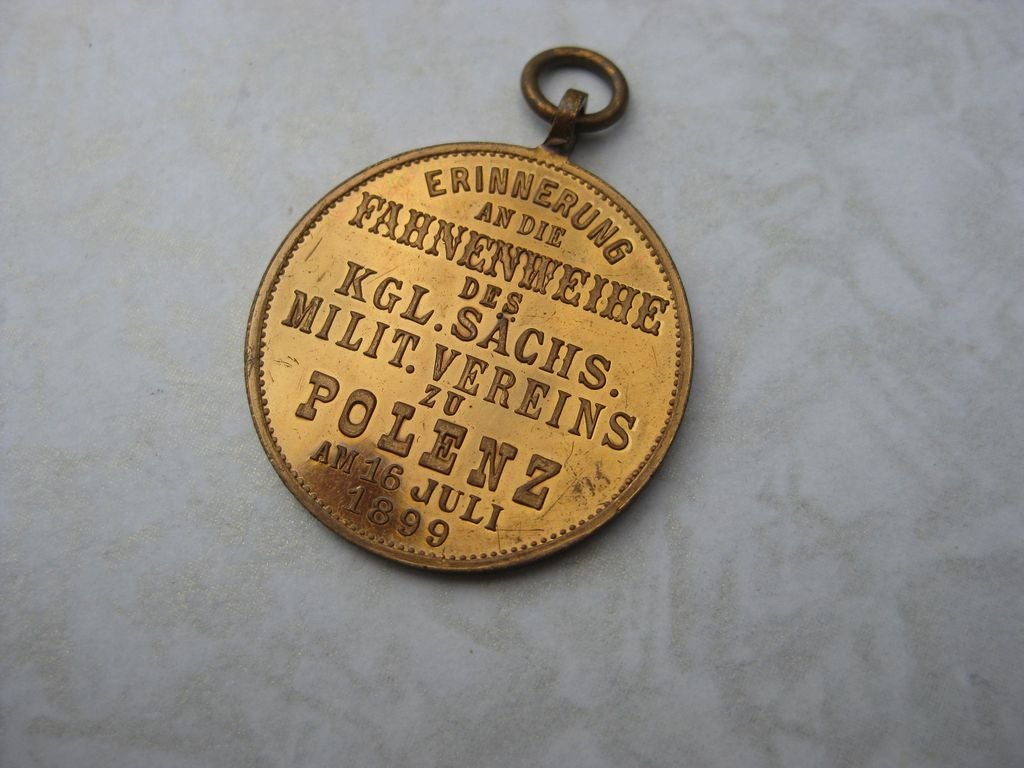 ERINNERUNG
AN DIE
FAHNENWEIHE
DES
KGL. SÄCHS.
MILIT. VEREINS
ZU
POLENZ
AM 16 JULI
1899